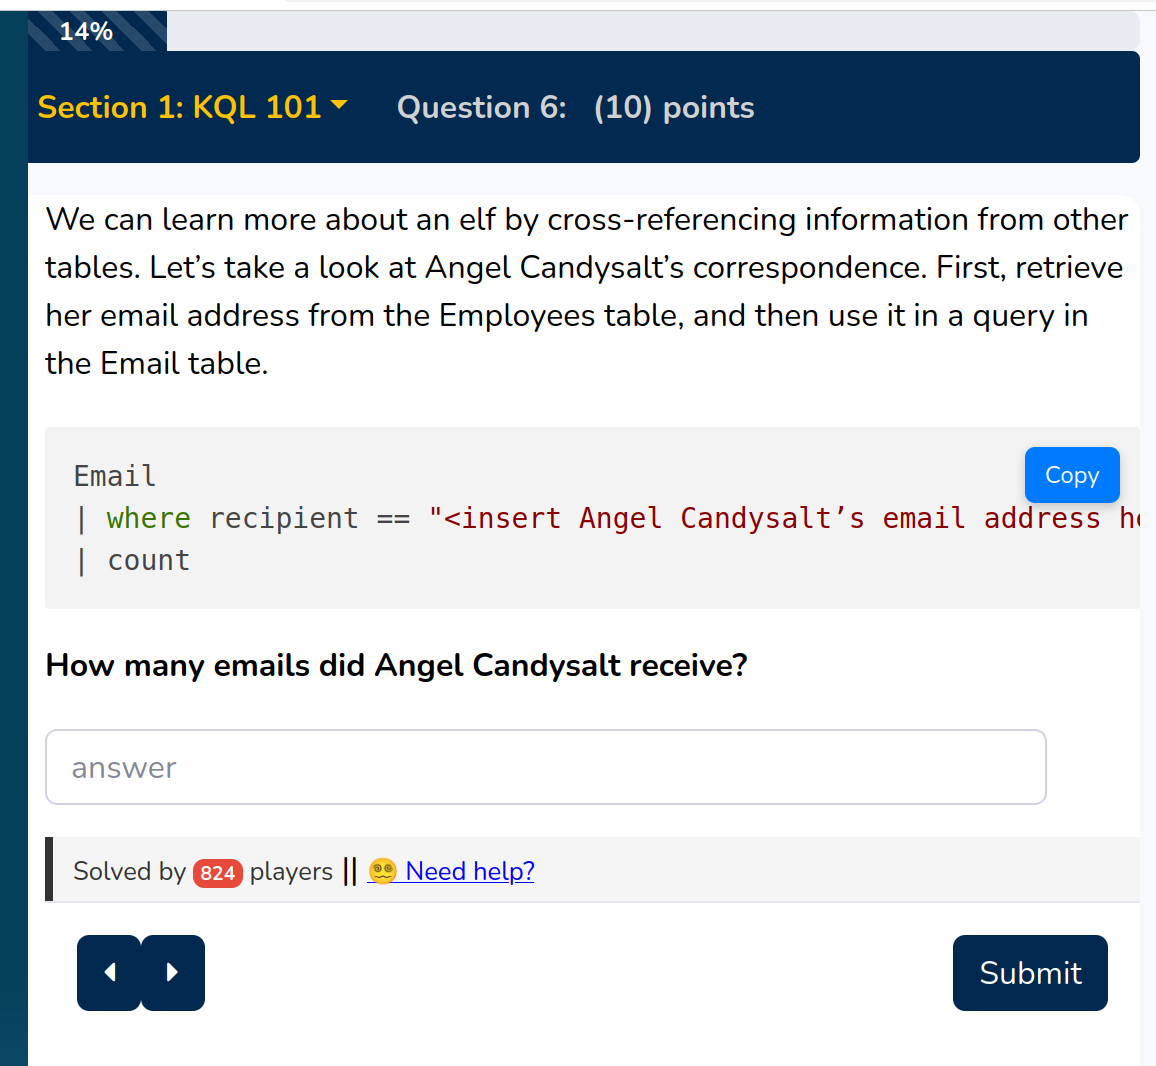 14%
Section 1: KQL 101 Question 6: (10) points
We can learn more about an elf by cross-referencing information from other
tables. Let’s take a look at Angel Candysalt’s correspondence. First, retrieve
her email address from the Employees table, and then use it in a query in
the Email table.
Email
Copy
| where recipient == "<insert Angel Candysalt’s email address he
| count
How many emails did Angel Candysalt receive?
answer
Solved by 824 players || Need help?
Submit